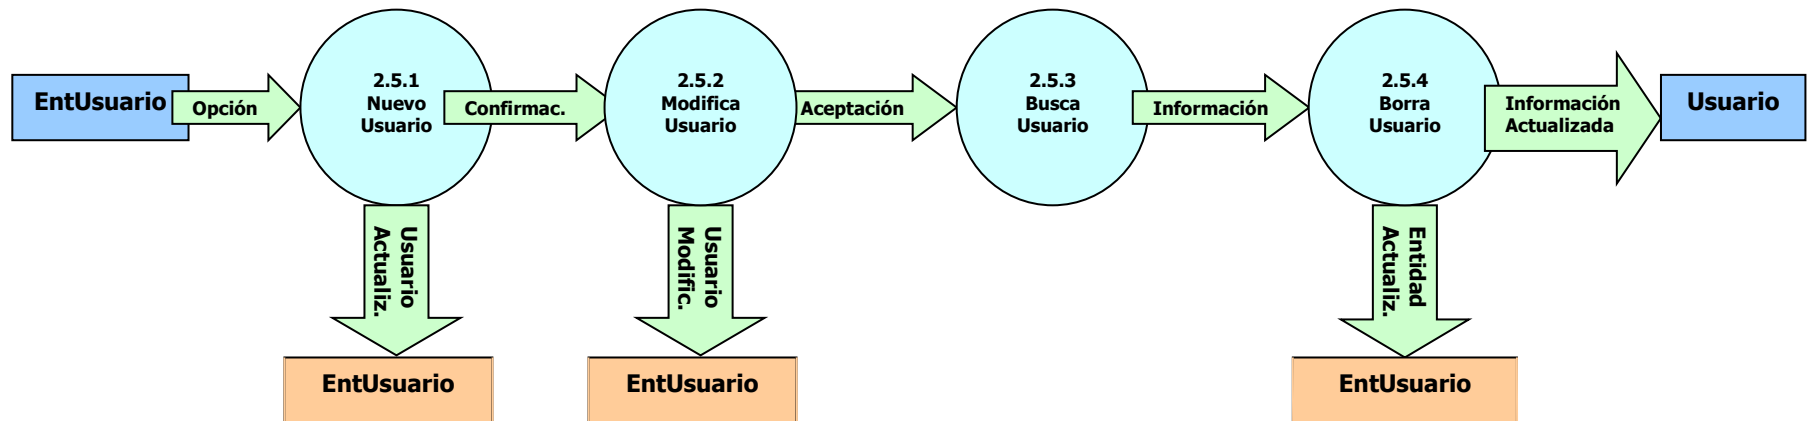 EntUsuario
Opción
2.5.1
Nuevo
Usuario
Confirmac.
2.5.2
Modifica
Usuario
Aceptación
2.5.3
Busca
Usuario
Información
2.5.4
Borra
Usuario
Información
Actualizada
Usuario
Usuario
Actualiz.
Usuario
Modific.
Entidad
Actualiz.
EntUsuario
EntUsuario
EntUsuario